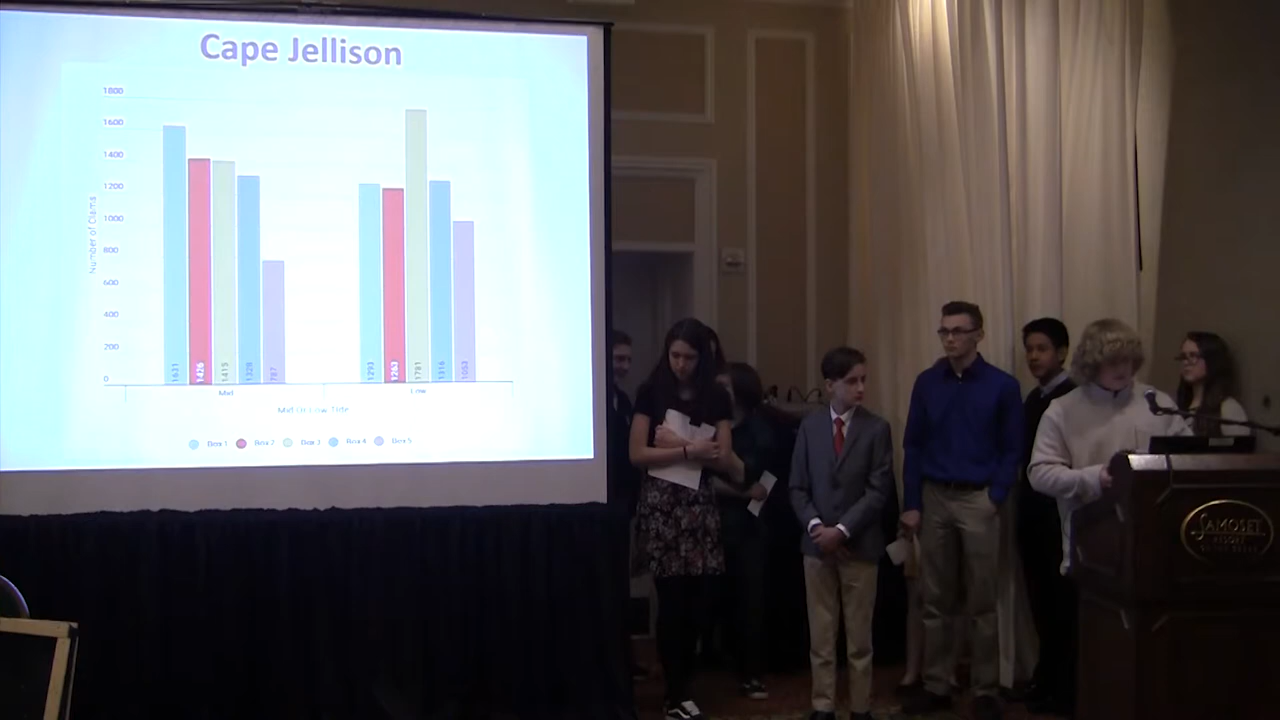 Cape Jellison
1800
1600
1400
1200
1000
800
600
400
200
0
Number of Clams
1631
1426
1415
1329
787
1293
1263
1781
1316
1053
Mid
Low
Mid Or Low Tide
Box 1 Box 2 Box 3 Box 4 Box 5
SAMOSET
RESORT